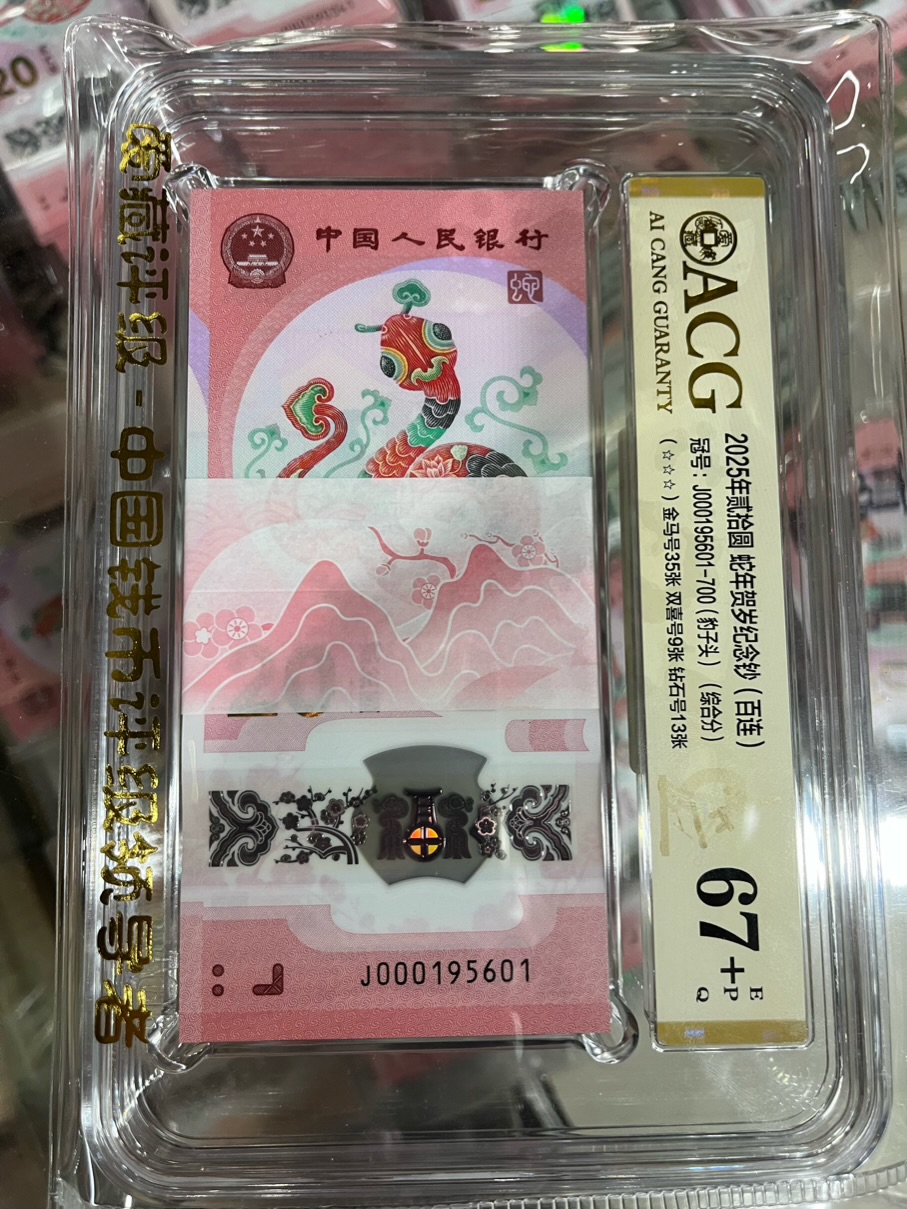 爱藏评级-中国钱币评级领导者
中国人民银行
蛇
J000195601
ACG
AI CANG GUARANTY
2025年贰拾圆 蛇年贺岁纪念钞（百连）
冠号：J000195601-700（豹子头）（综合分）
（☆☆☆）金马号35张 双喜号9张 钻石号13张
67+
E
P
Q
20